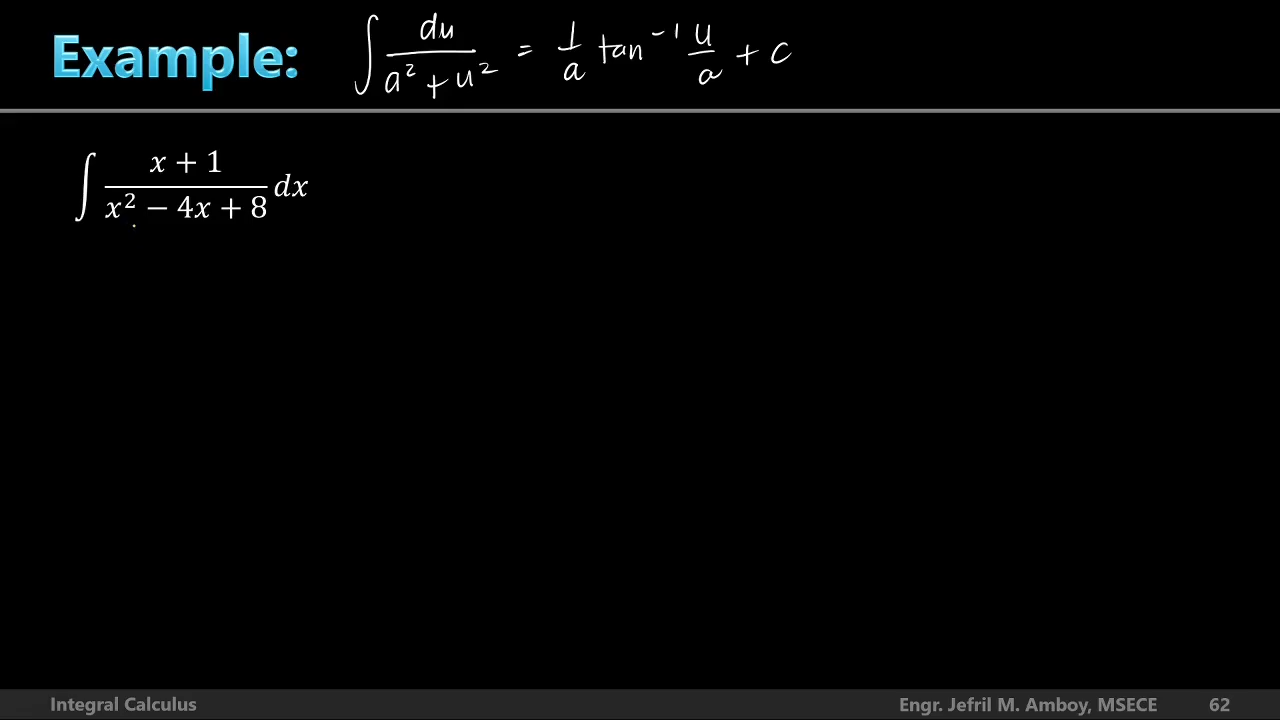 Example: ∫ du / (a² + u²) = 1/a tan⁻¹ u/a + c
∫ (x + 1) / (x² − 4x + 8) dx
Integral Calculus Engr. Jefril M. Amboy, MSECE 62